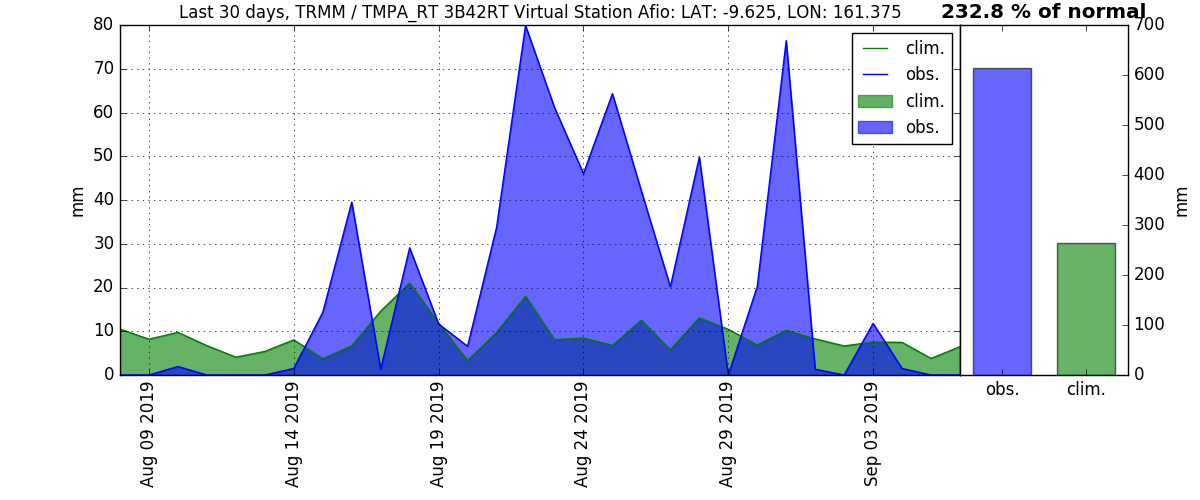 Last 30 days, TRMM / TMPA_RT 3B42RT Virtual Station Afio: LAT: -9.625, LON: 161.375
232.8 % of normal
80
70
60
50
40
30
20
10
0
mm
clim.
obs.
clim.
obs.
Aug 09 2019
Aug 14 2019
Aug 19 2019
Aug 24 2019
Aug 29 2019
Sep 03 2019
700
600
500
400
300
200
100
0
mm
obs.
clim.